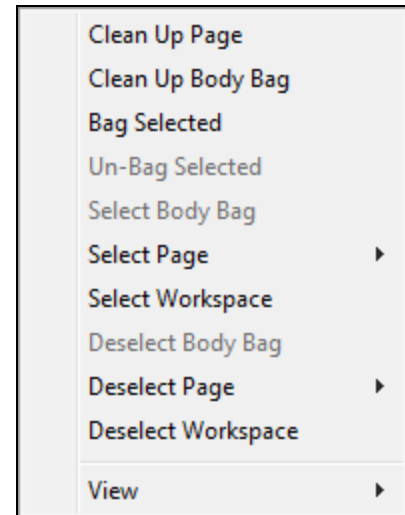 Clean Up Page
Clean Up Body Bag
Bag Selected
Un-Bag Selected
Select Body Bag
Select Page
Select Workspace
Deselect Body Bag
Deselect Page
Deselect Workspace
View